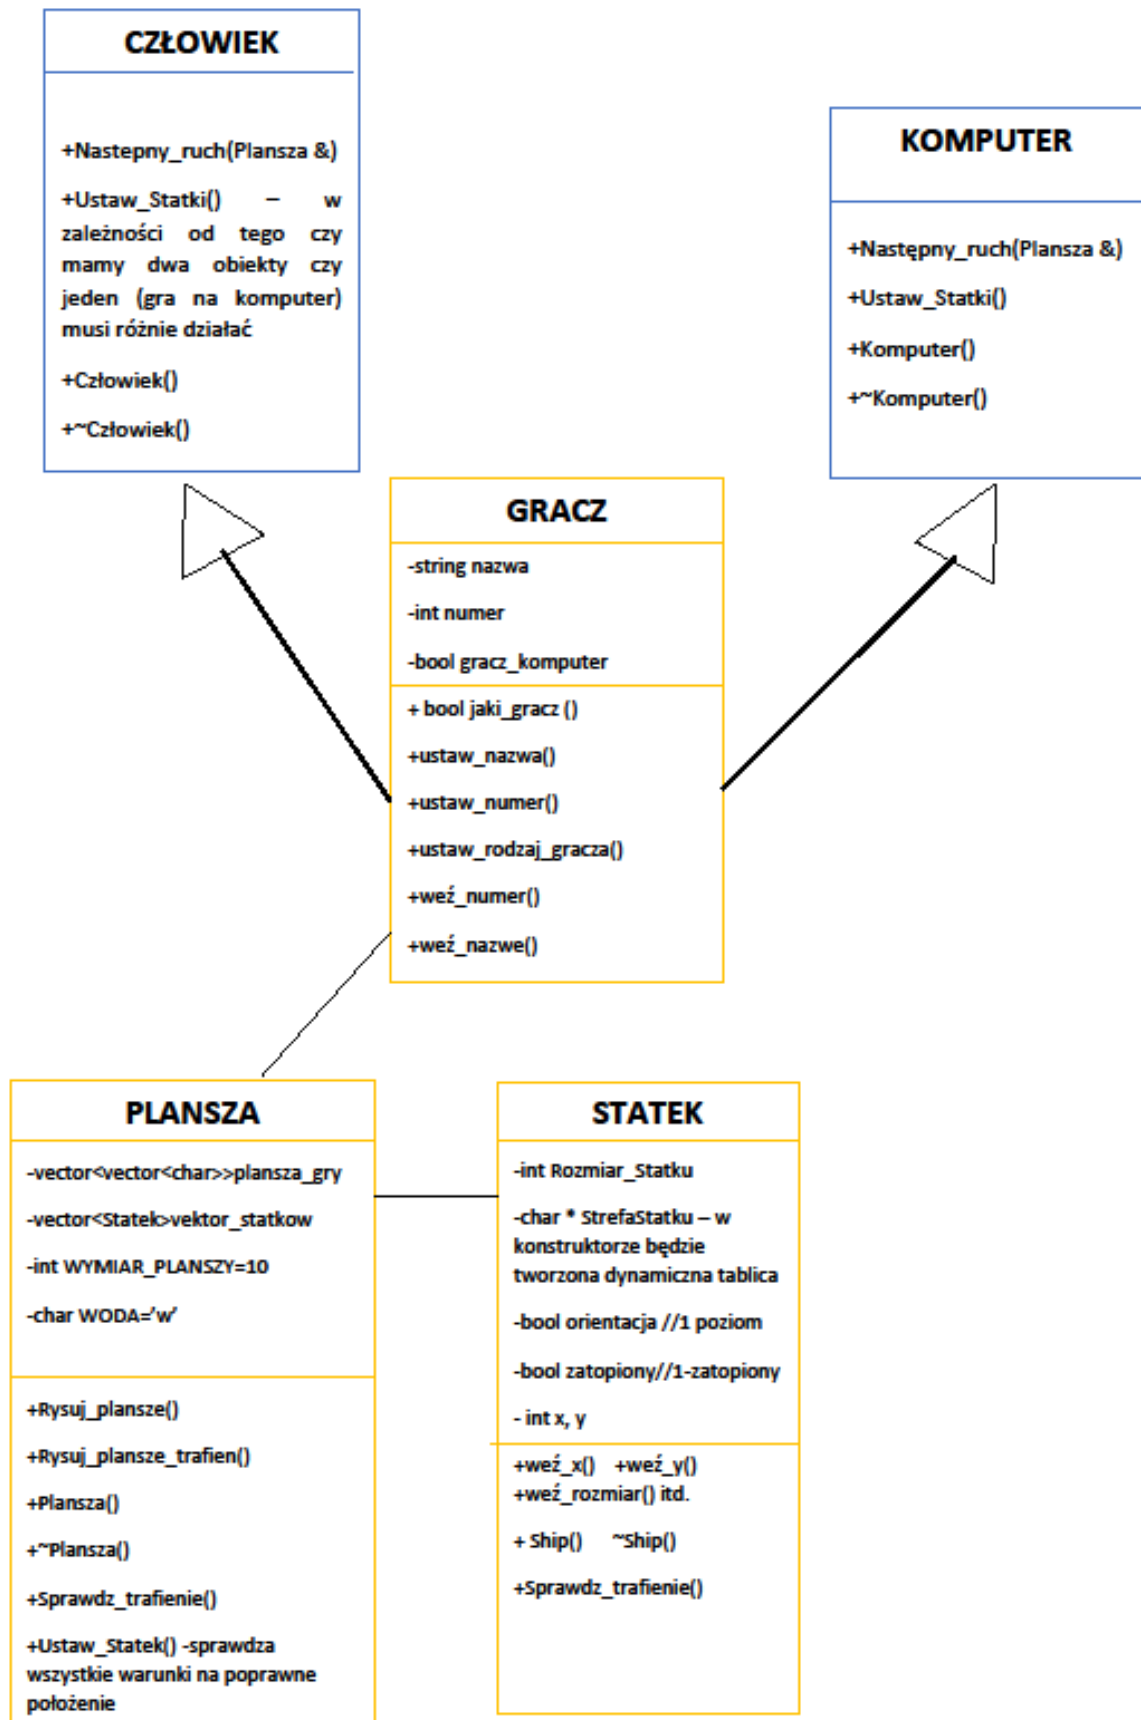 CZŁOWIEK
+Nastepny_ruch(Plansza &)
+Ustaw_Statki() – w
zależności od tego czy
mamy dwa obiekty czy
jeden (gra na komputer)
musi różnie działać
+Człowiek()
+~Człowiek()
KOMPUTER
+Następny_ruch(Plansza &)
+Ustaw_Statki()
+Komputer()
+~Komputer()
GRACZ
-string nazwa
-int numer
-bool gracz_komputer
+ bool jaki_gracz ()
+ustaw_nazwa()
+ustaw_numer()
+ustaw_rodzaj_gracza()
+weź_numer()
+weź_nazwe()
PLANSZA
-vector<vector<char>>plansza_gry
-vector<Statek>vektor_statkow
-int WYMIAR_PLANSZY=10
-char WODA='w'
+Rysuj_plansze()
+Rysuj_plansze_trafien()
+Plansza()
+~Plansza()
+Sprawdz_trafienie()
+Ustaw_Statek() -sprawdza
wszystkie warunki na poprawne
położenie
STATEK
-int Rozmiar_Statku
-char * StrefaStatku – w
konstruktorze będzie
tworzona dynamiczna tablica
-bool orientacja //1 poziom
-bool zatopiony//1-zatopiony
- int x, y
+weź_x() +weź_y()
+weź_rozmiar() itd.
+ Ship() ~Ship()
+Sprawdz_trafienie()